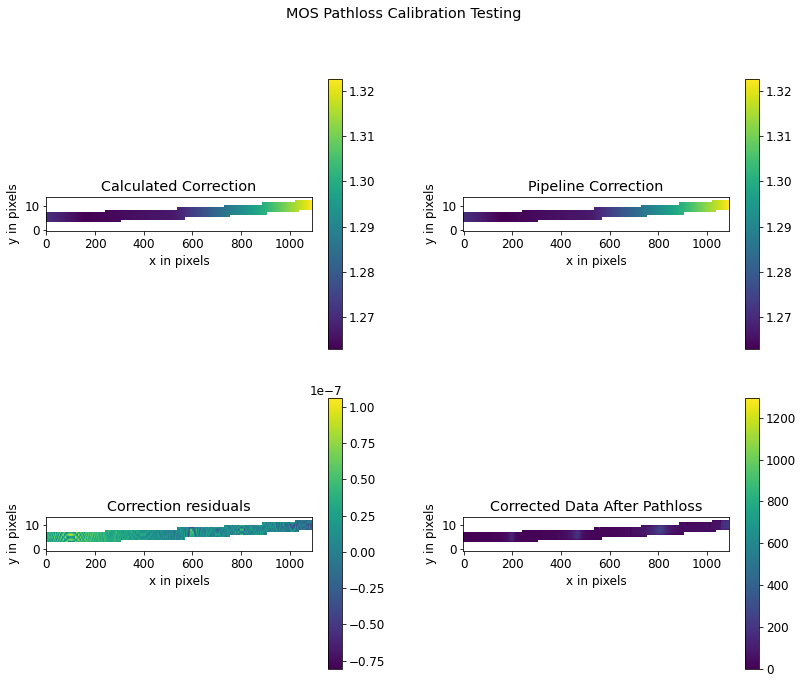 MOS Pathloss Calibration Testing
Calculated Correction
y in pixels
10
0
0 200 400 600 800 1000
x in pixels
1.32
1.31
1.30
1.29
1.28
1.27
Pipeline Correction
y in pixels
10
0
0 200 400 600 800 1000
x in pixels
1.32
1.31
1.30
1.29
1.28
1.27
Correction residuals
y in pixels
10
0
0 200 400 600 800 1000
x in pixels
1e−7
1.00
0.75
0.50
0.25
0.00
−0.25
−0.50
−0.75
Corrected Data After Pathloss
y in pixels
10
0
0 200 400 600 800 1000
x in pixels
1200
1000
800
600
400
200
0